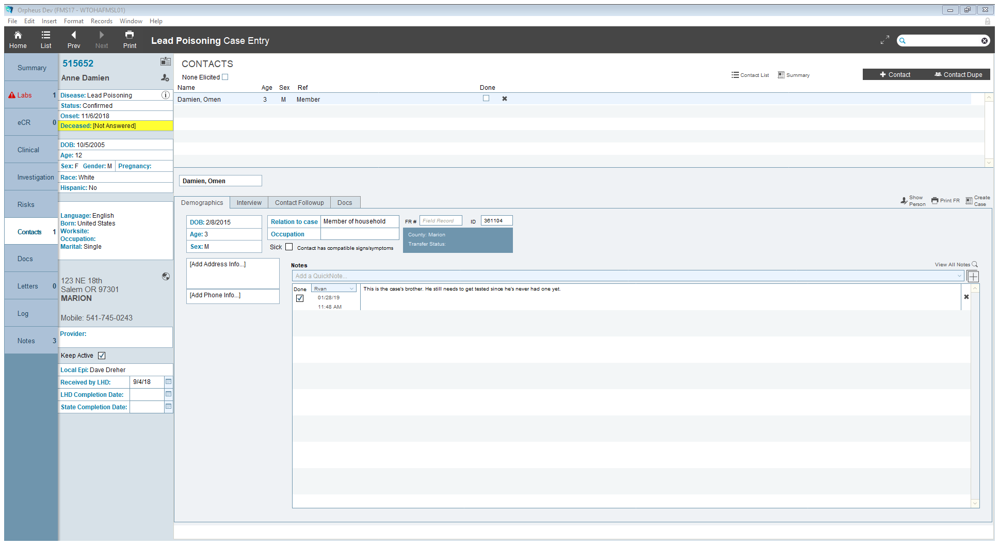 Orpheus Dev (FMS17 - WTOHAFMSL01)
File Edit Insert Format Records Window Help
Home List Prev Next Print Lead Poisoning Case Entry
Summary
Labs 1
eCR 0
Clinical
Investigation
Risks
Contacts 1
Docs
Letters 0
Log
Notes 3
515652
Anne Damien
Disease: Lead Poisoning
Status: Confirmed
Onset: 11/6/2018
Deceased: [Not Answered]
DOB: 10/5/2005
Age: 12
Sex: F Gender: M Pregnancy:
Race: White
Hispanic: No
Language: English
Born: United States
Worksite:
Occupation:
Marital: Single
123 NE 18th
Salem OR 97301
MARION
Mobile: 541-745-0243
Provider:
Keep Active
Local Epi: Dave Dreher
Received by LHD: 9/4/18
LHD Completion Date:
State Completion Date:
CONTACTS
None Elicited
Contact List Summary Contact Contact Dupe
Name Age Sex Ref Done
Damien, Omen 3 M Member
Damien, Omen
Demographics Interview Contact Followup Docs
Show Person Print FR Create Case
DOB: 2/8/2015
Age: 3
Sex: M
Relation to case Member of household
Occupation
Sick Contact has compatible signs/symptoms
FR # Field Record ID 361104
County: Marion
Transfer Status:
[Add Address Info...]
[Add Phone Info...]
Notes View All Notes
Add a QuickNote...
Done Rvan This is the case's brother. He still needs to get tested since he's never had one yet.
01/28/19
11:48 AM